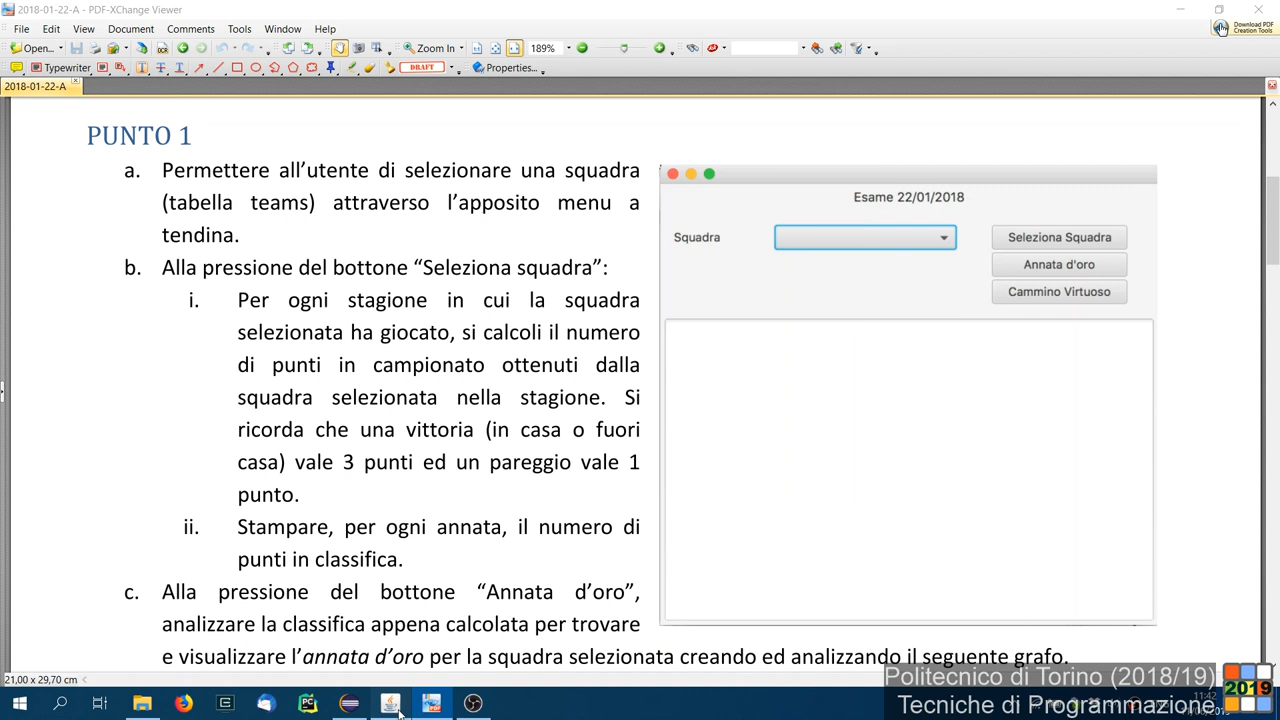 2018-01-22-A - PDF-XChange Viewer
File Edit View Document Comments Tools Window Help
Open... Zoom In 189% Download PDF Creation Tools
Typewriter DRAFT Properties...
2018-01-22-A
PUNTO 1
a. Permettere all'utente di selezionare una squadra
(tabella teams) attraverso l'apposito menu a
tendina.
b. Alla pressione del bottone “Seleziona squadra”:
i. Per ogni stagione in cui la squadra
selezionata ha giocato, si calcoli il numero
di punti in campionato ottenuti dalla
squadra selezionata nella stagione. Si
ricorda che una vittoria (in casa o fuori
casa) vale 3 punti ed un pareggio vale 1
punto.
ii. Stampare, per ogni annata, il numero di
punti in classifica.
c. Alla pressione del bottone “Annata d'oro”,
analizzare la classifica appena calcolata per trovare
e visualizzare l'annata d'oro per la squadra selezionata creando ed analizzando il seguente grafo.
Esame 22/01/2018
Squadra
Seleziona Squadra
Annata d'oro
Cammino Virtuoso
21,00 x 29,70 cm
Politecnico di Torino (2018/19)
Tecniche di Programmazione
2019
11:42